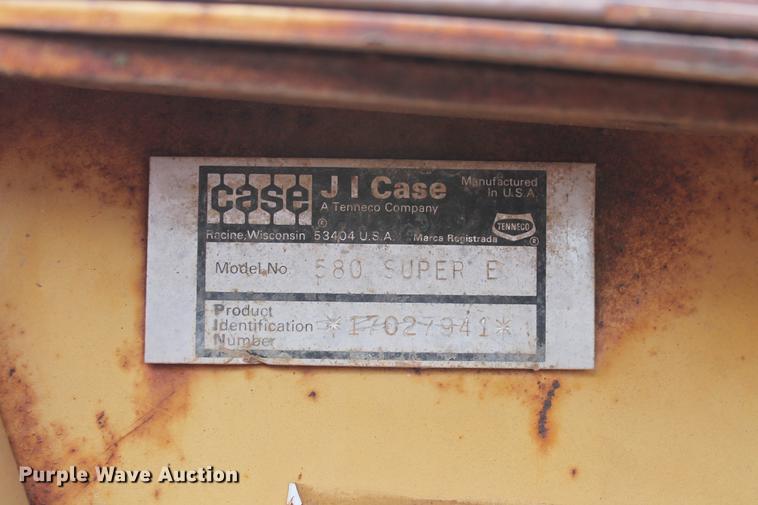 case
J I Case
A Tenneco Company
Manufactured
In U.S.A.
Racine, Wisconsin 53404 U.S.A.
Marca Registrada
TENNECO
®
®
Model No. 580 SUPER E
Product
Identification *17027941*
Number
Purple Wave Auction